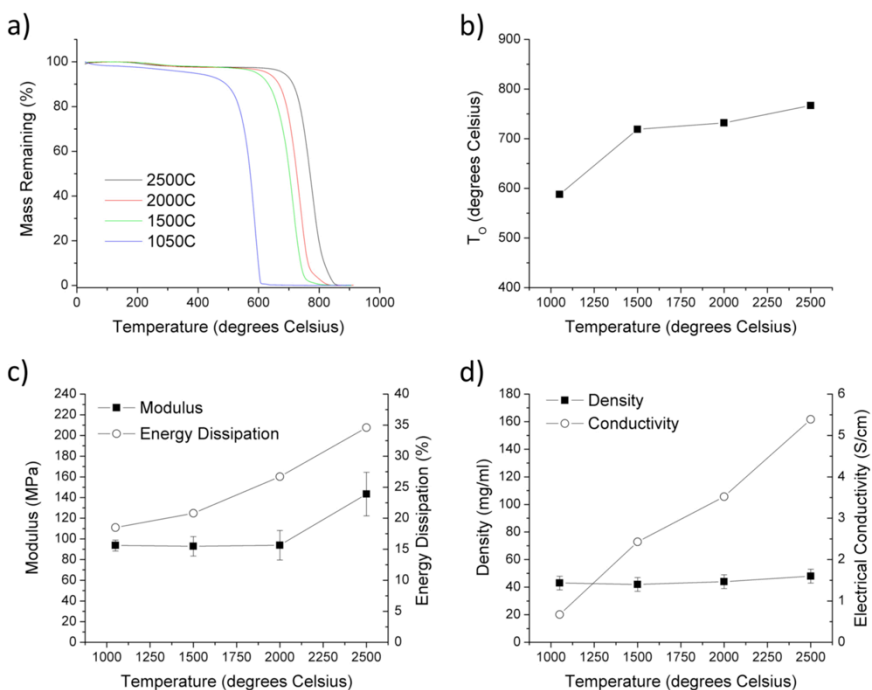 a)
100
80
60
40
20
0
Mass Remaining (%)
2500C
2000C
1500C
1050C
0 200 400 600 800 1000
Temperature (degrees Celsius)
b)
900
800
700
600
500
400
T_O (degrees Celsius)
1000 1250 1500 1750 2000 2250 2500
Temperature (degrees Celsius)
c)
240
220
200
180
160
140
120
100
80
60
40
20
0
Modulus (MPa)
Modulus
Energy Dissipation
40
35
30
25
20
15
10
5
0
Energy Dissipation (%)
1000 1250 1500 1750 2000 2250 2500
Temperature (degrees Celsius)
d)
180
160
140
120
100
80
60
40
20
0
Density (mg/ml)
Density
Conductivity
6
5
4
3
2
1
0
Electrical Conductivity (S/cm)
1000 1250 1500 1750 2000 2250 2500
Temperature (degrees Celsius)